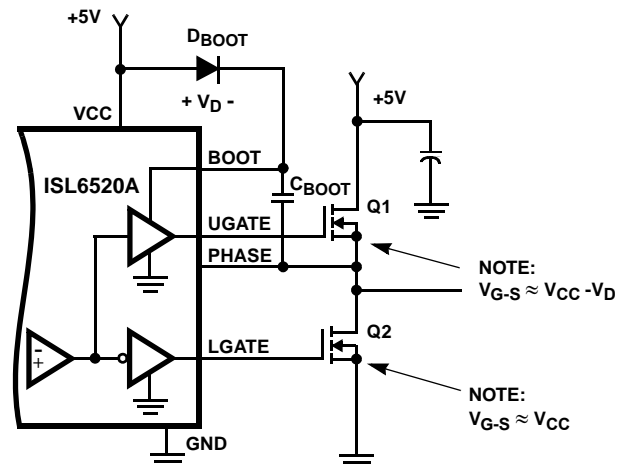 +5V
DBOOT
+ VD -
VCC
+5V
BOOT
ISL6520A
CBOOT
Q1
UGATE
PHASE
NOTE:
VG-S ≈ VCC -VD
-
+
Q2
LGATE
NOTE:
VG-S ≈ VCC
GND